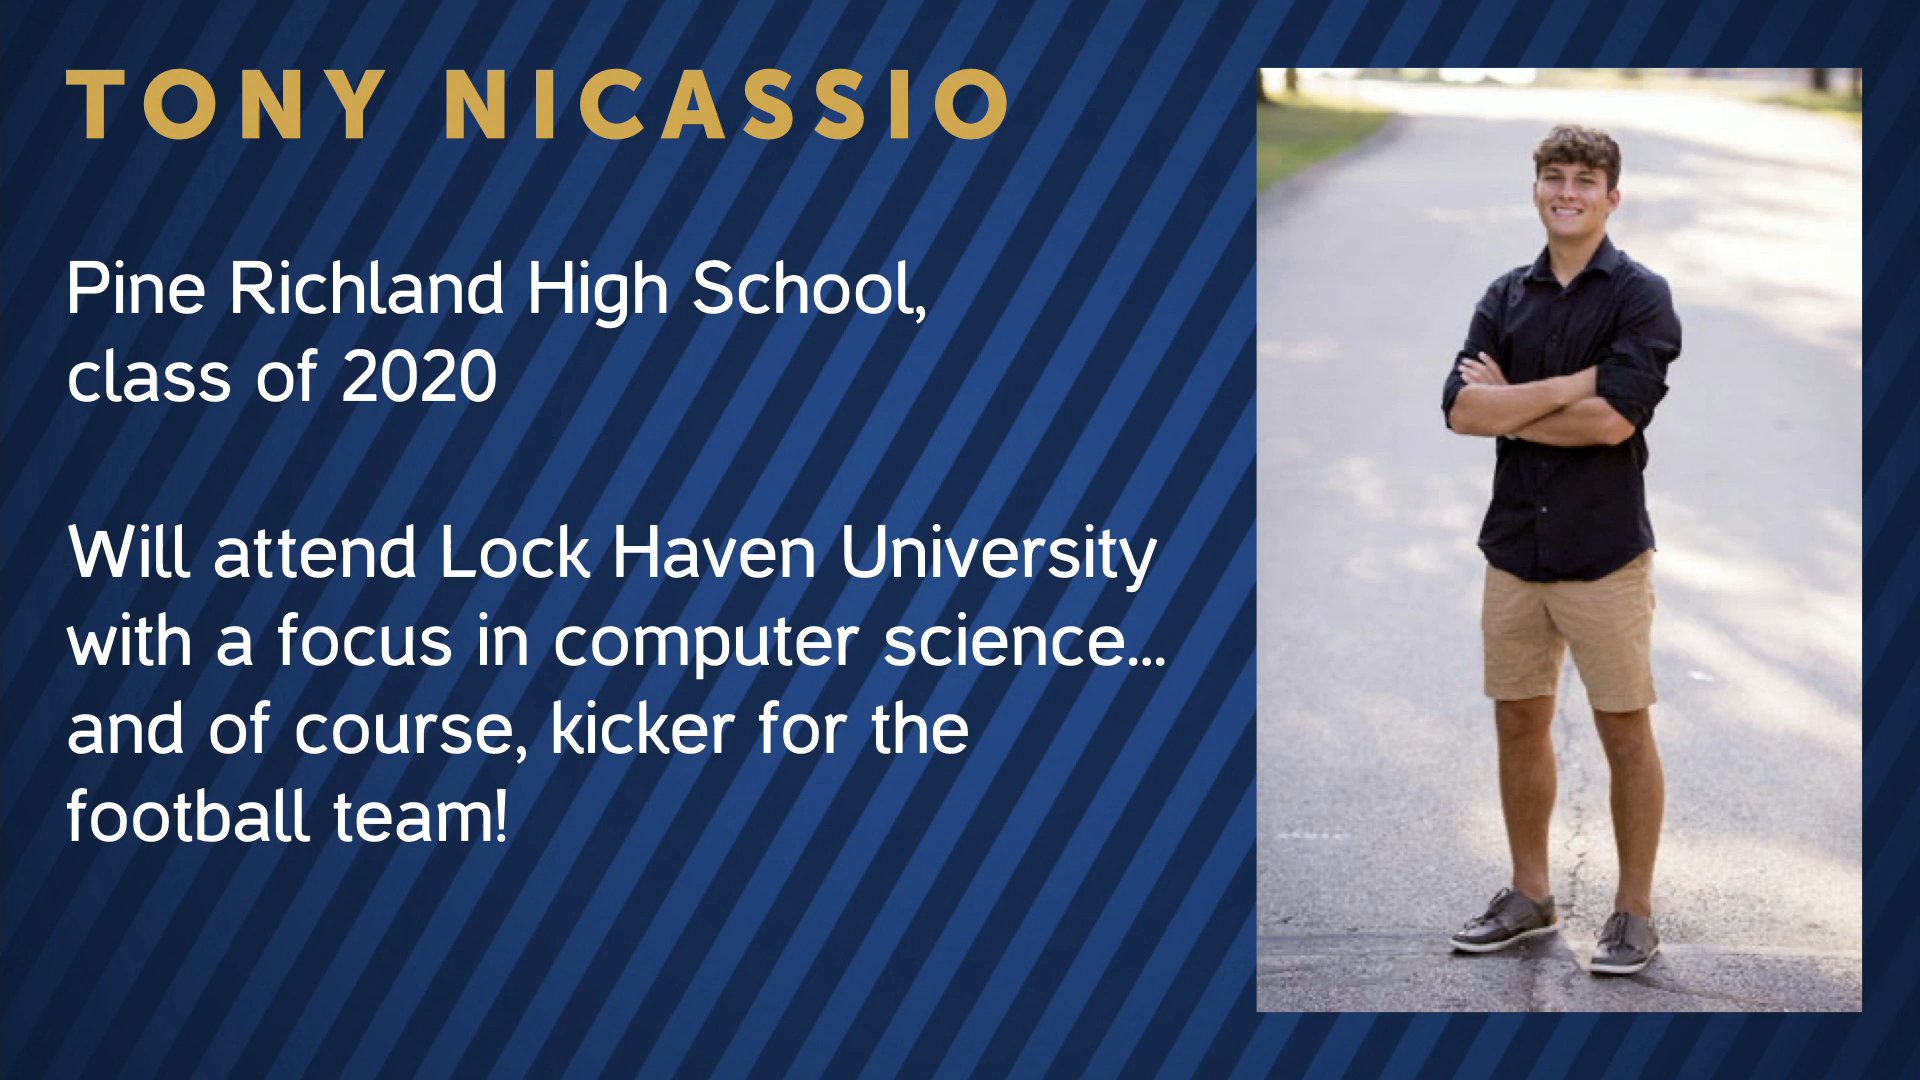 TONY NICASSIO
Pine Richland High School,
class of 2020
Will attend Lock Haven University
with a focus in computer science...
and of course, kicker for the
football team!